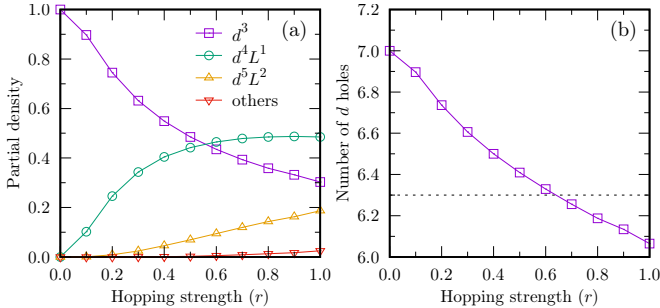 1.0
0.8
0.6
0.4
0.2
0.0
Partial density
0.0 0.2 0.4 0.6 0.8 1.0
Hopping strength (r)
(a)
d³
d⁴L¹
d⁵L²
others
7.0
6.8
6.6
6.4
6.2
6.0
Number of d holes
0.0 0.2 0.4 0.6 0.8 1.0
Hopping strength (r)
(b)